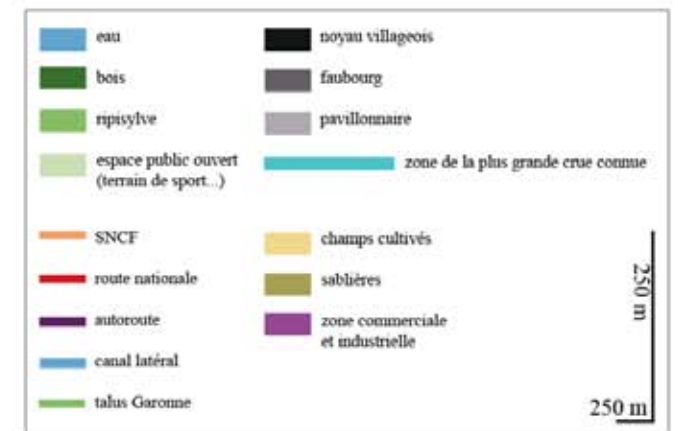 eau
bois
ripisylve
espace public ouvert
(terrain de sport...)
SNCF
route nationale
autoroute
canal latéral
talus Garonne
noyau villageois
faubourg
pavillonnaire
zone de la plus grande crue connue
champs cultivés
sablières
zone commerciale
et industrielle
250 m
250 m